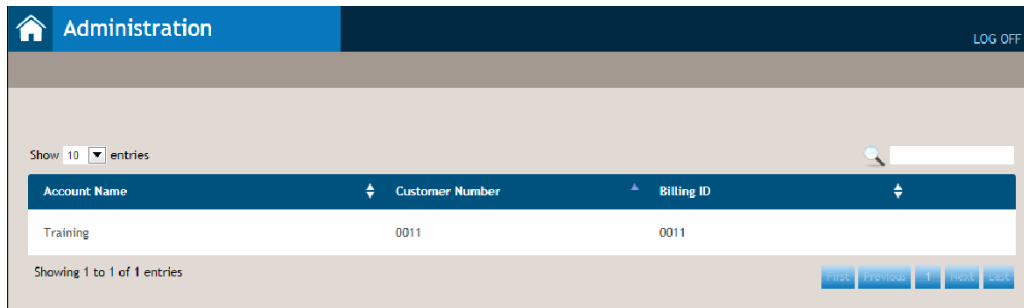 Administration
LOG OFF
Show 10 entries
Account Name Customer Number Billing ID
Training 0011 0011
Showing 1 to 1 of 1 entries
First Previous 1 Next Last